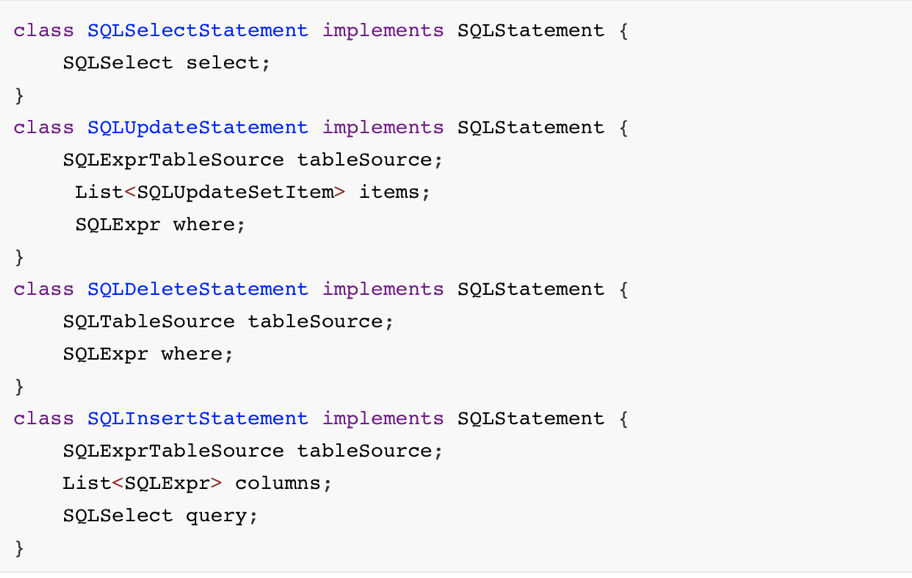 class SQLSelectStatement implements SQLStatement {
    SQLSelect select;
}
class SQLUpdateStatement implements SQLStatement {
    SQLExprTableSource tableSource;
     List<SQLUpdateSetItem> items;
     SQLExpr where;
}
class SQLDeleteStatement implements SQLStatement {
    SQLTableSource tableSource;
    SQLExpr where;
}
class SQLInsertStatement implements SQLStatement {
    SQLExprTableSource tableSource;
    List<SQLExpr> columns;
    SQLSelect query;
}